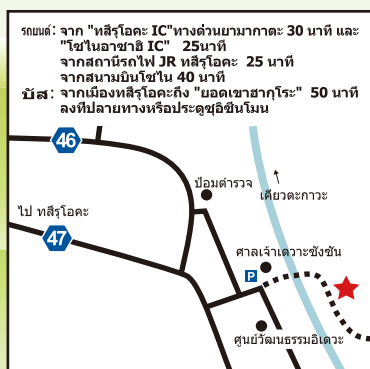 รถยนต์: จาก "ทสึรุโอคะ IC"ทางด่วนยามากาตะ 30 นาที และ
"โชไนอาซาฮิ IC" 25นาที
จากสถานีรถไฟ JR ทสึรุโอคะ 25 นาที
จากสนามบินโชไน 40 นาที
บัส: จากเมืองทสึรุโอคะถึง "ยอดเขาฮากุโระ" 50 นาที
ลงที่ปลายทางหรือประตูซุอิชินโมน
46
ป้อมตำรวจ
เคียวตะกาวะ
ไป ทสึรุโอคะ
47
ศาลเจ้าเดวาะซังซัน
P
ศูนย์วัฒนธรรมอิเดวะ